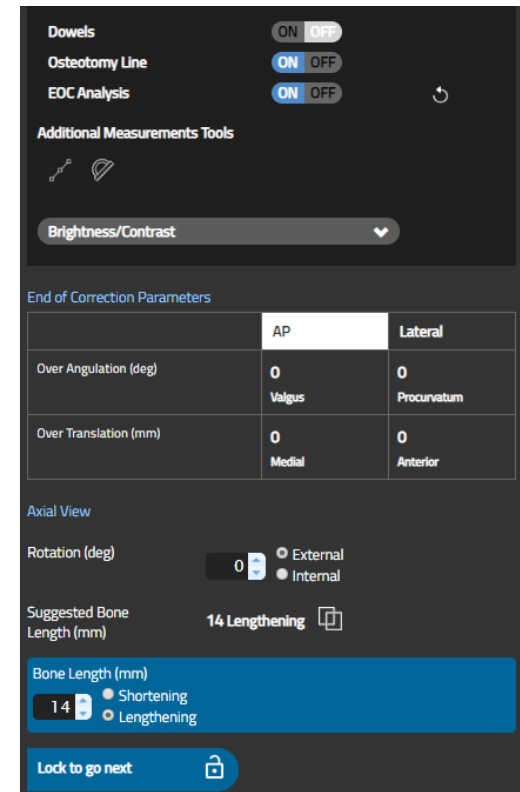 Dowels ON OFF
Osteotomy Line ON OFF
EOC Analysis ON OFF
Additional Measurements Tools
Brightness/Contrast
End of Correction Parameters
AP Lateral
Over Angulation (deg) 0 0
Valgus Procurvatum
Over Translation (mm) 0 0
Medial Anterior
Axial View
Rotation (deg) 0 External
Internal
Suggested Bone
Length (mm) 14 Lengthening
Bone Length (mm)
14 Shortening
Lengthening
Lock to go next